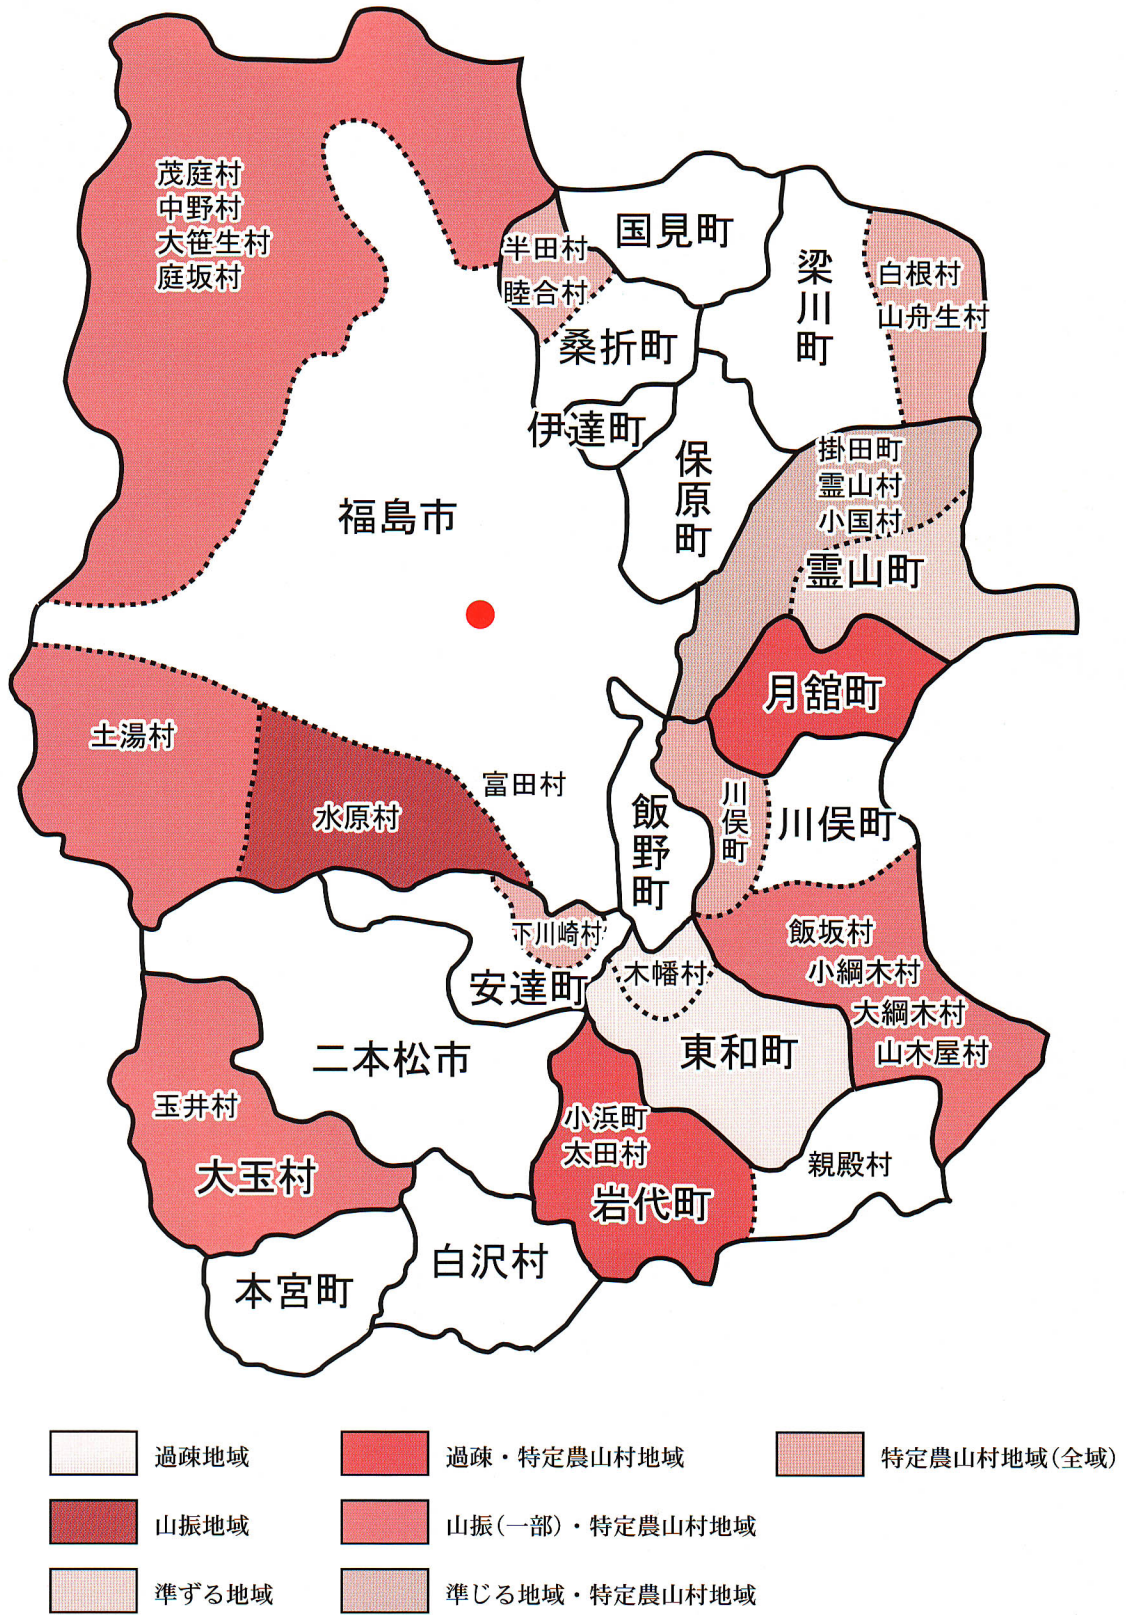 茂庭村
中野村
大笹生村
庭坂村
半田村
睦合村
国見町
桑折町
梁川町
白根村
山舟生村
伊達町
保原町
掛田町
霊山村
小国村
霊山町
福島市
月舘町
土湯村
水原村
富田村
飯野町
川俣町
川俣町
下川崎村
安達町
木幡村
飯坂村
小綱木村
大綱木村
山木屋村
東和町
二本松市
玉井村
大玉村
小浜町
太田村
岩代町
親殿村
白沢村
本宮町
過疎地域
過疎・特定農山村地域
特定農山村地域(全域)
山振地域
山振(一部)・特定農山村地域
準ずる地域
準じる地域・特定農山村地域